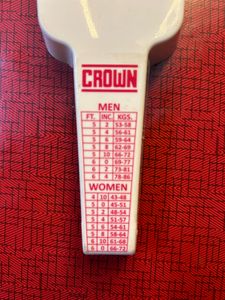 CROWN
MEN
FT. INC. KGS.
5 2 53-58
5 4 56-61
5 6 59-64
5 8 62-69
5 10 66-72
6 0 69-77
6 2 73-81
6 4 78-86
WOMEN
4 10 43-48
5 0 45-51
5 2 48-54
5 4 51-57
5 6 54-61
5 8 58-64
5 10 61-68
6 0 66-72